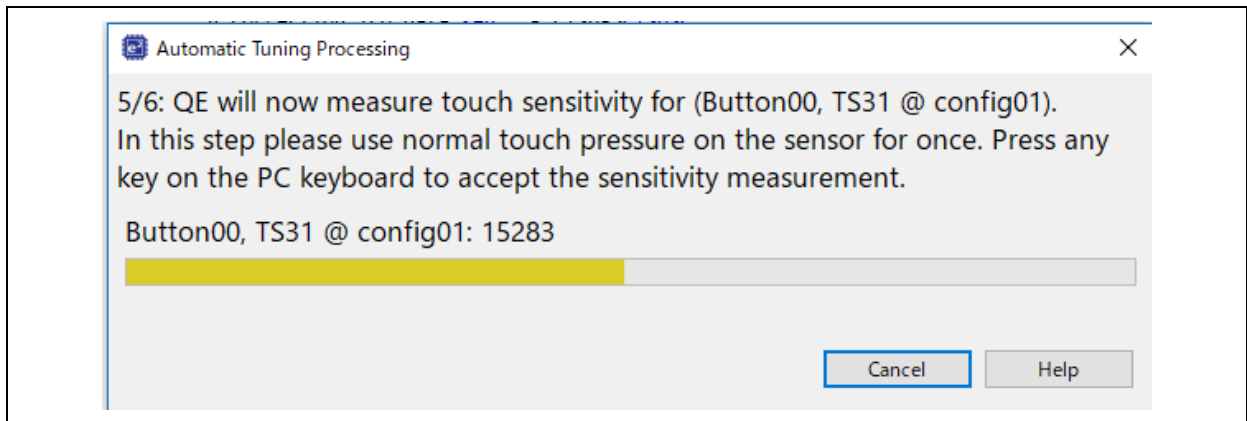 Automatic Tuning Processing
5/6: QE will now measure touch sensitivity for (Button00, TS31 @ config01).
In this step please use normal touch pressure on the sensor for once. Press any
key on the PC keyboard to accept the sensitivity measurement.
Button00, TS31 @ config01: 15283
Cancel
Help